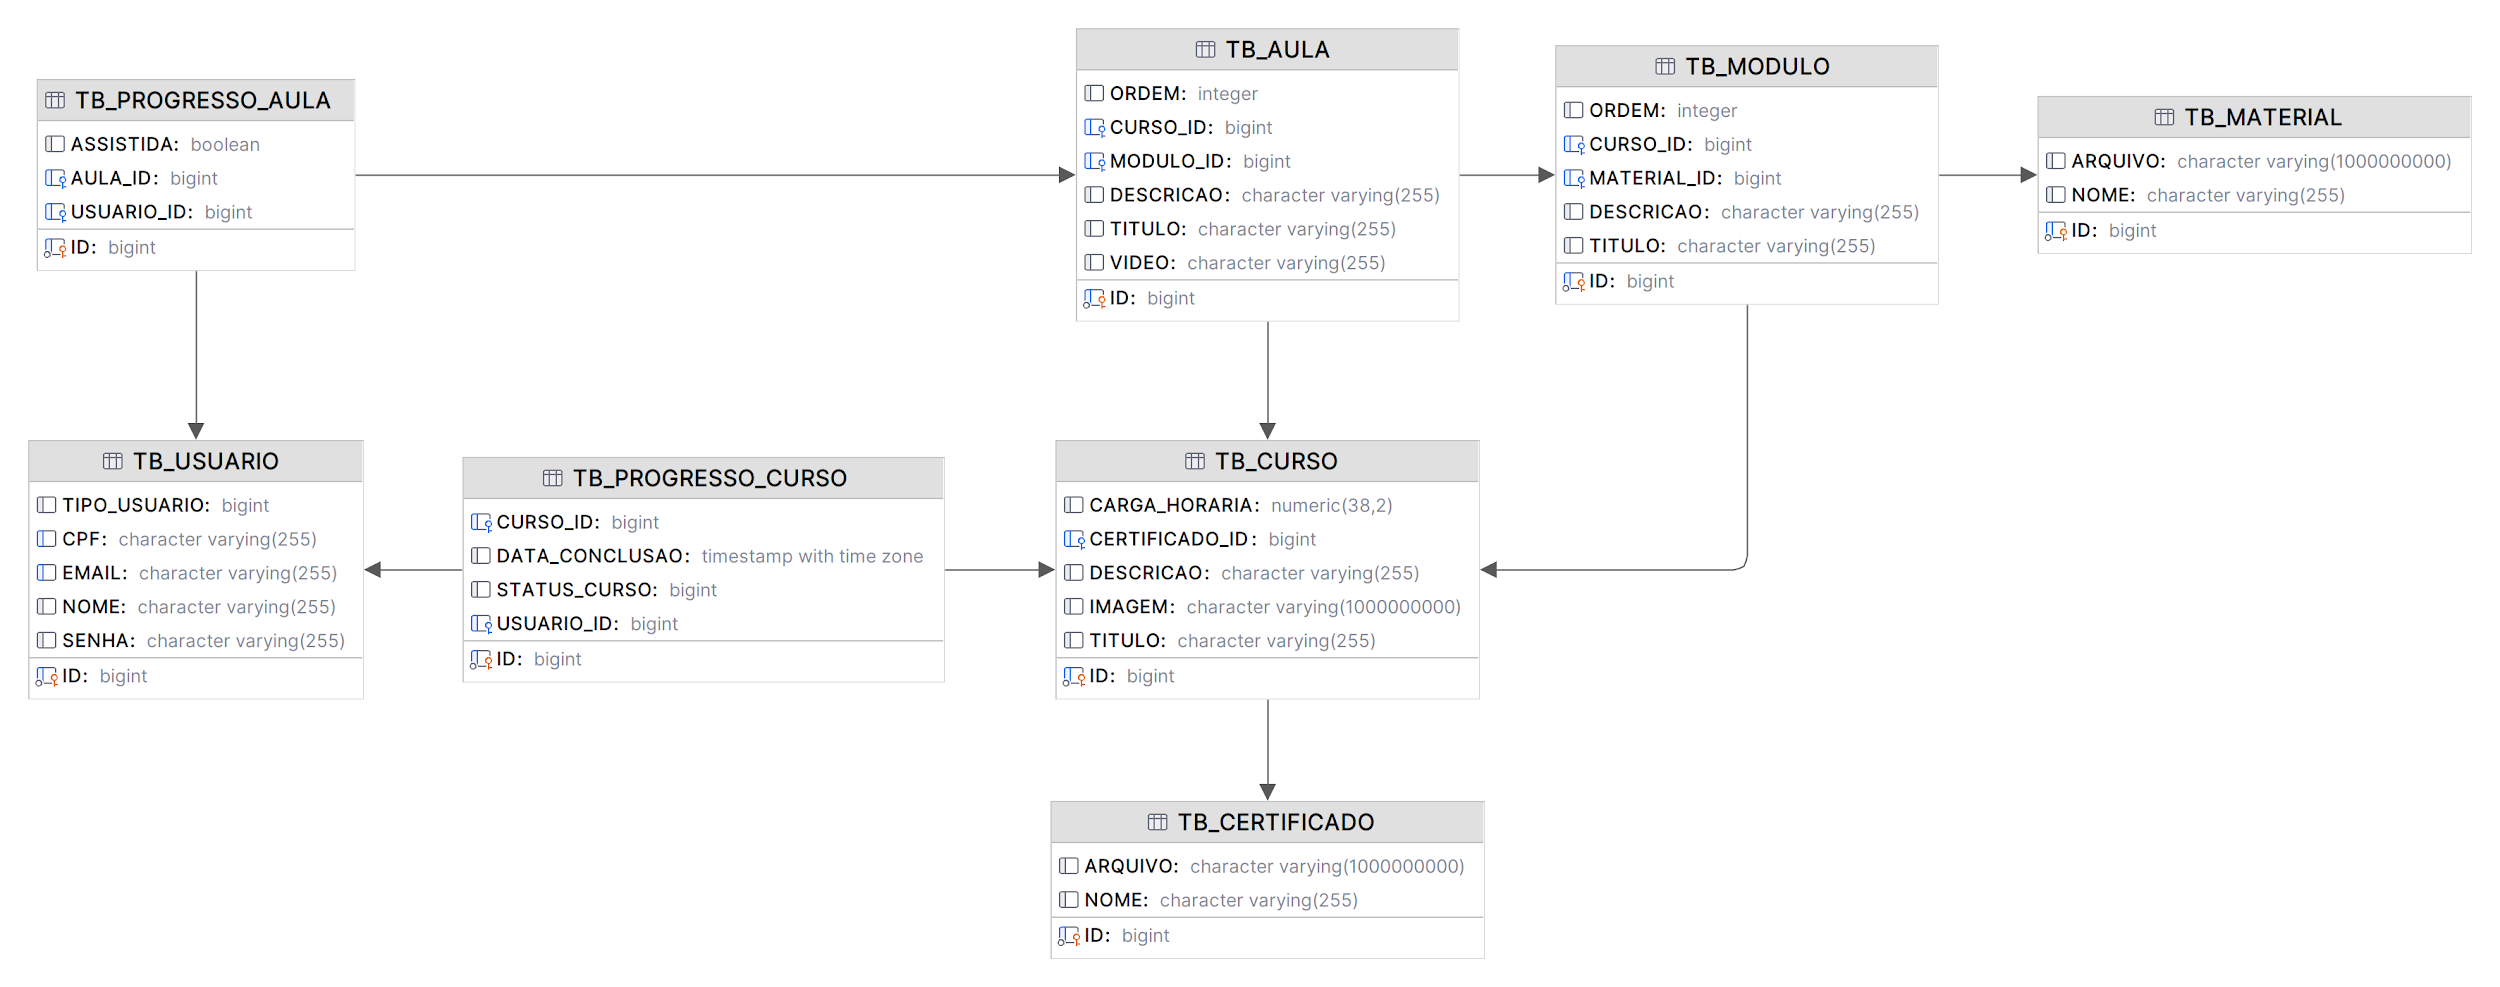 TB_PROGRESSO_AULA
ASSISTIDA: boolean
AULA_ID: bigint
USUARIO_ID: bigint
ID: bigint
TB_AULA
ORDEM: integer
CURSO_ID: bigint
MODULO_ID: bigint
DESCRICAO: character varying(255)
TITULO: character varying(255)
VIDEO: character varying(255)
ID: bigint
TB_MODULO
ORDEM: integer
CURSO_ID: bigint
MATERIAL_ID: bigint
DESCRICAO: character varying(255)
TITULO: character varying(255)
ID: bigint
TB_MATERIAL
ARQUIVO: character varying(1000000000)
NOME: character varying(255)
ID: bigint
TB_USUARIO
TIPO_USUARIO: bigint
CPF: character varying(255)
EMAIL: character varying(255)
NOME: character varying(255)
SENHA: character varying(255)
ID: bigint
TB_PROGRESSO_CURSO
CURSO_ID: bigint
DATA_CONCLUSAO: timestamp with time zone
STATUS_CURSO: bigint
USUARIO_ID: bigint
ID: bigint
TB_CURSO
CARGA_HORARIA: numeric(38,2)
CERTIFICADO_ID: bigint
DESCRICAO: character varying(255)
IMAGEM: character varying(1000000000)
TITULO: character varying(255)
ID: bigint
TB_CERTIFICADO
ARQUIVO: character varying(1000000000)
NOME: character varying(255)
ID: bigint